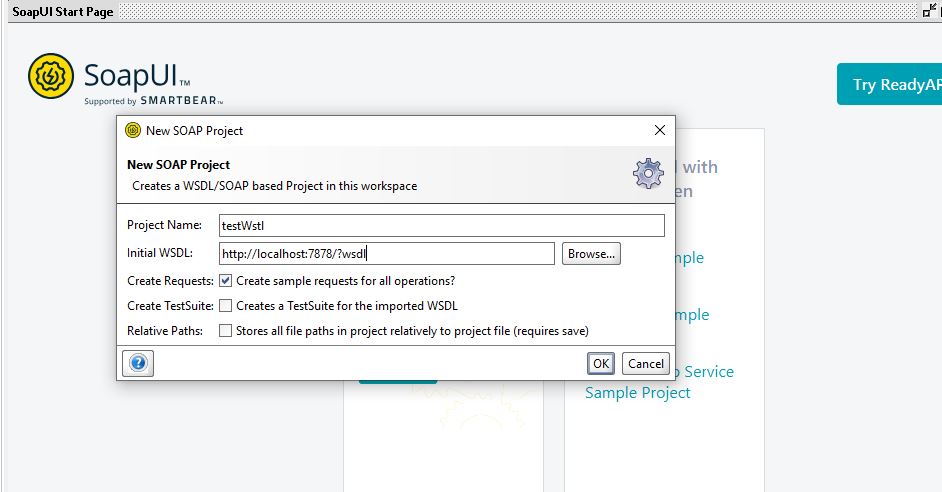 SoapUI Start Page
SoapUI™
Supported by SMARTBEAR™
Try ReadyAP
New SOAP Project
New SOAP Project
Creates a WSDL/SOAP based Project in this workspace
Project Name: testWstl
Initial WSDL: http://localhost:7878/?wsdl Browse...
Create Requests: Create sample requests for all operations?
Create TestSuite: Creates a TestSuite for the imported WSDL
Relative Paths: Stores all file paths in project relatively to project file (requires save)
OK Cancel
d with
en
ple
mple
Service
Sample Project